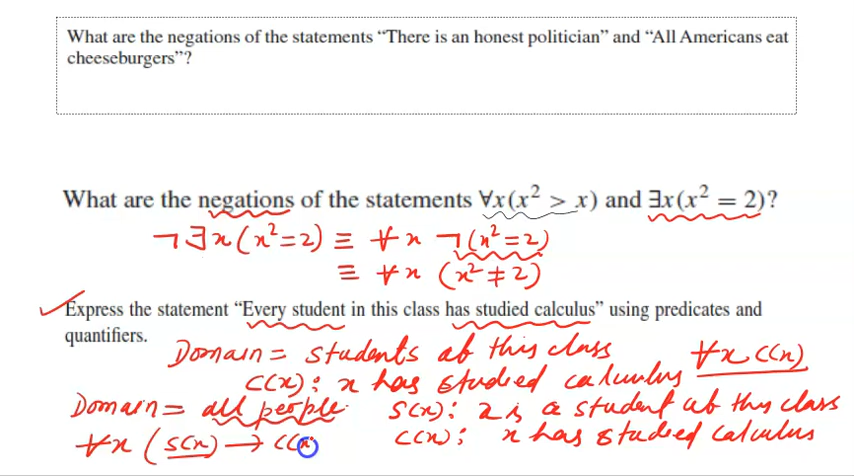 What are the negations of the statements “There is an honest politician” and “All Americans eat
cheeseburgers”?
What are the negations of the statements ∀x(x² > x) and ∃x(x² = 2)?
¬∃x(x²=2) ≡ ∀x ¬(x²=2)
≡ ∀x (x²≠2)
Express the statement “Every student in this class has studied calculus” using predicates and
quantifiers.
Domain = students of this class
∀x C(x)
C(x): x has studied calculus
Domain = all people. S(x): x is a student of this class
∀x (S(x) → C(x) C(x): x has studied calculus